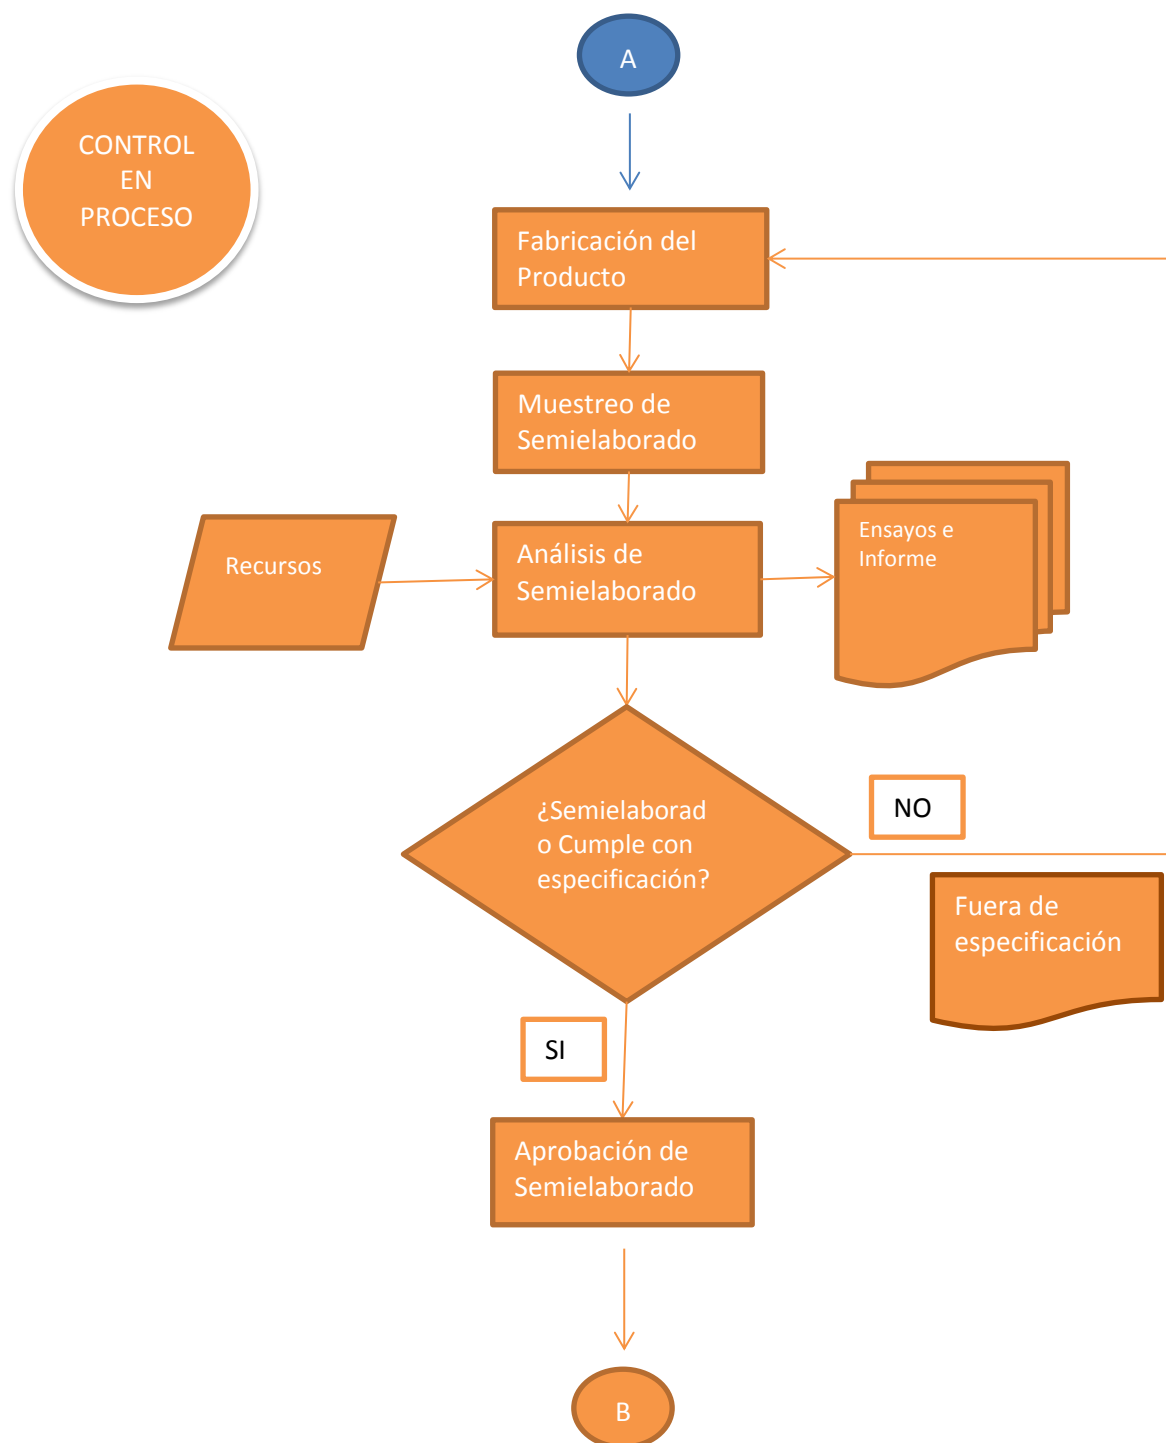 A
CONTROL
EN
PROCESO
Fabricación del
Producto
Muestreo de
Semielaborado
Recursos
Análisis de
Semielaborado
Ensayos e
Informe
¿Semielaborad
o Cumple con
especificación?
NO
Fuera de
especificación
SI
Aprobación de
Semielaborado
B